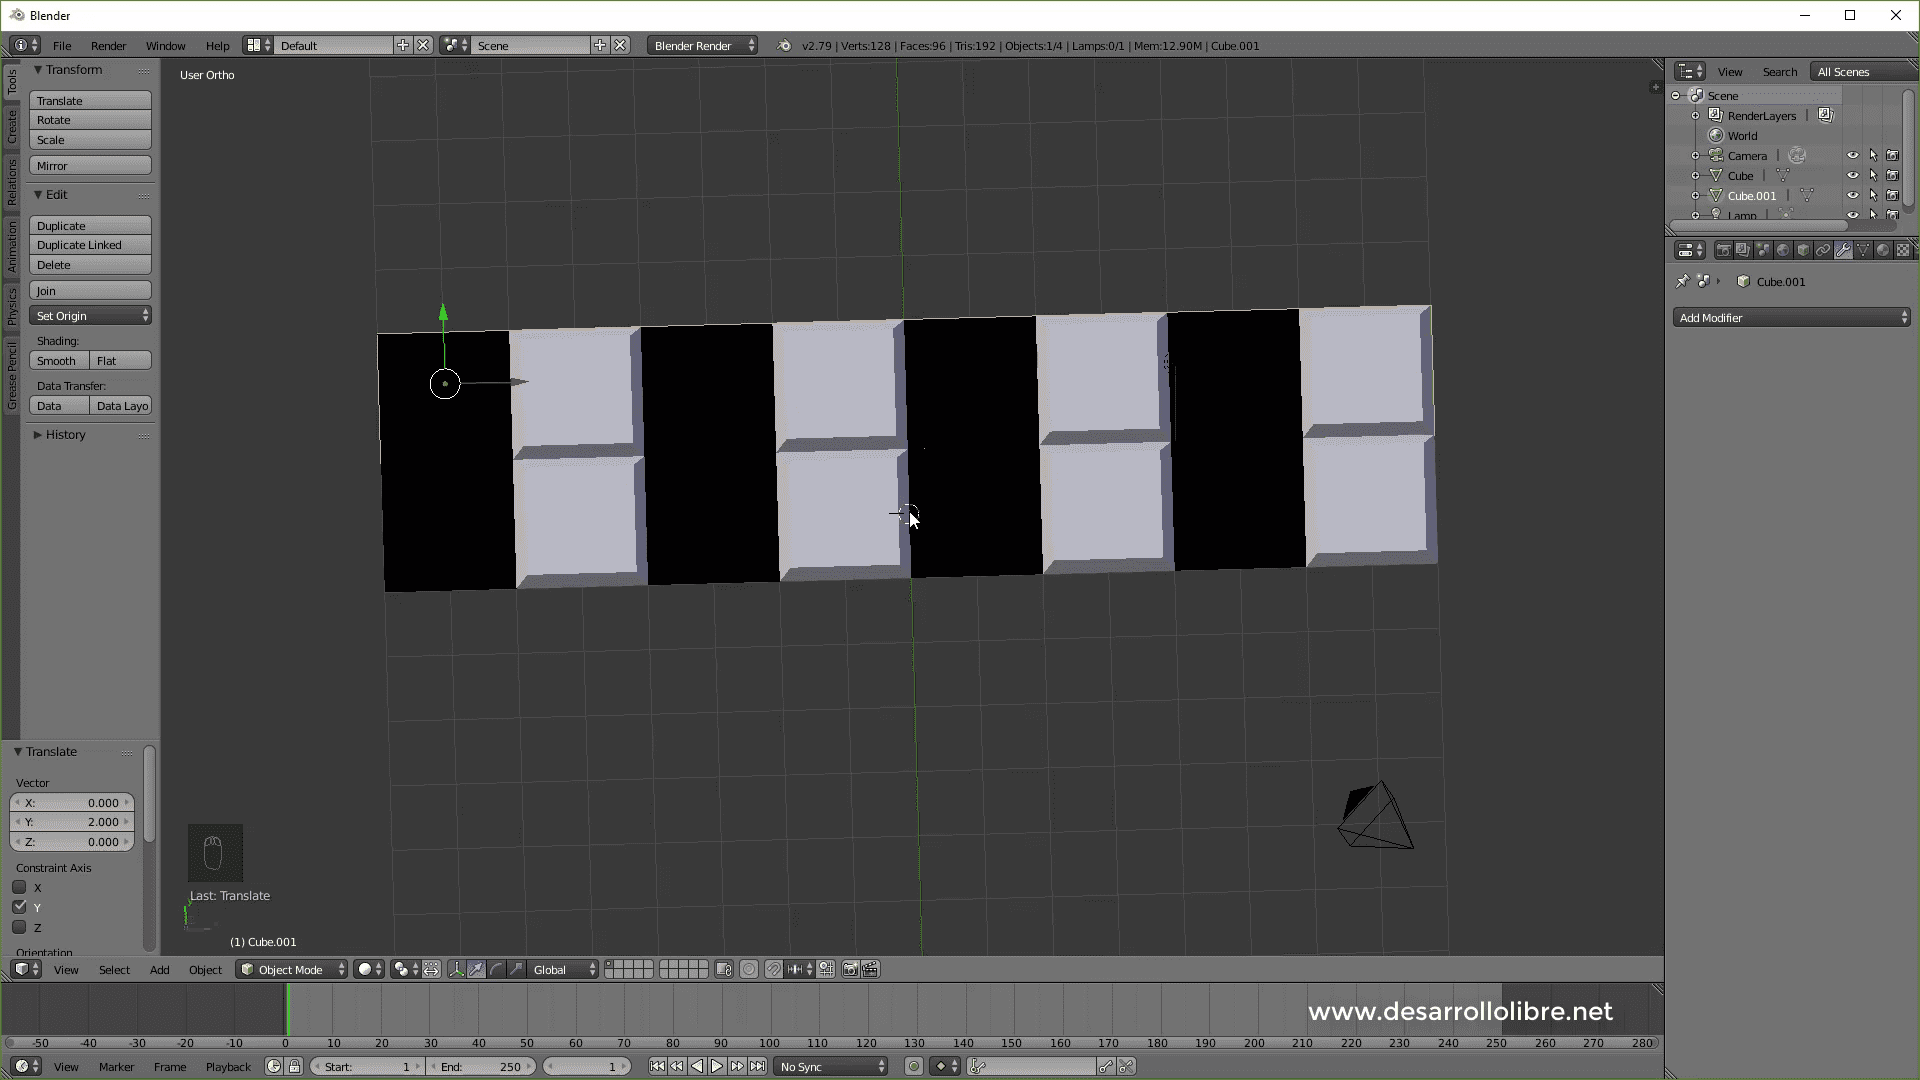 Blender
File Render Window Help Default Scene Blender Render v2.79 | Verts:128 | Faces:96 | Tris:192 | Objects:1/4 | Lamps:0/1 | Mem:12.90M | Cube.001
Tools
Create
Relations
Animation
Physics
Grease Pencil
Transform
Translate
Rotate
Scale
Mirror
Edit
Duplicate
Duplicate Linked
Delete
Join
Set Origin
Shading:
Smooth Flat
Data Transfer:
Data Data Layo
History
Translate
Vector
X: 0.000
Y: 2.000
Z: 0.000
Constraint Axis
X
Y
Z
Orientation
User Ortho
Last: Translate
(1) Cube.001
View Search All Scenes
Scene
RenderLayers |
World
Camera |
Cube |
Cube.001 |
Lamp |
Cube.001
Add Modifier
View Select Add Object Object Mode Global
www.desarrollolibre.net
-50 -40 -30 -20 -10 0 10 20 30 40 50 60 70 80 90 100 110 120 130 140 150 160 170 180 190 200 210 220 230 240 250 260 270 280
View Marker Frame Playback Start: 1 End: 250 1 No Sync